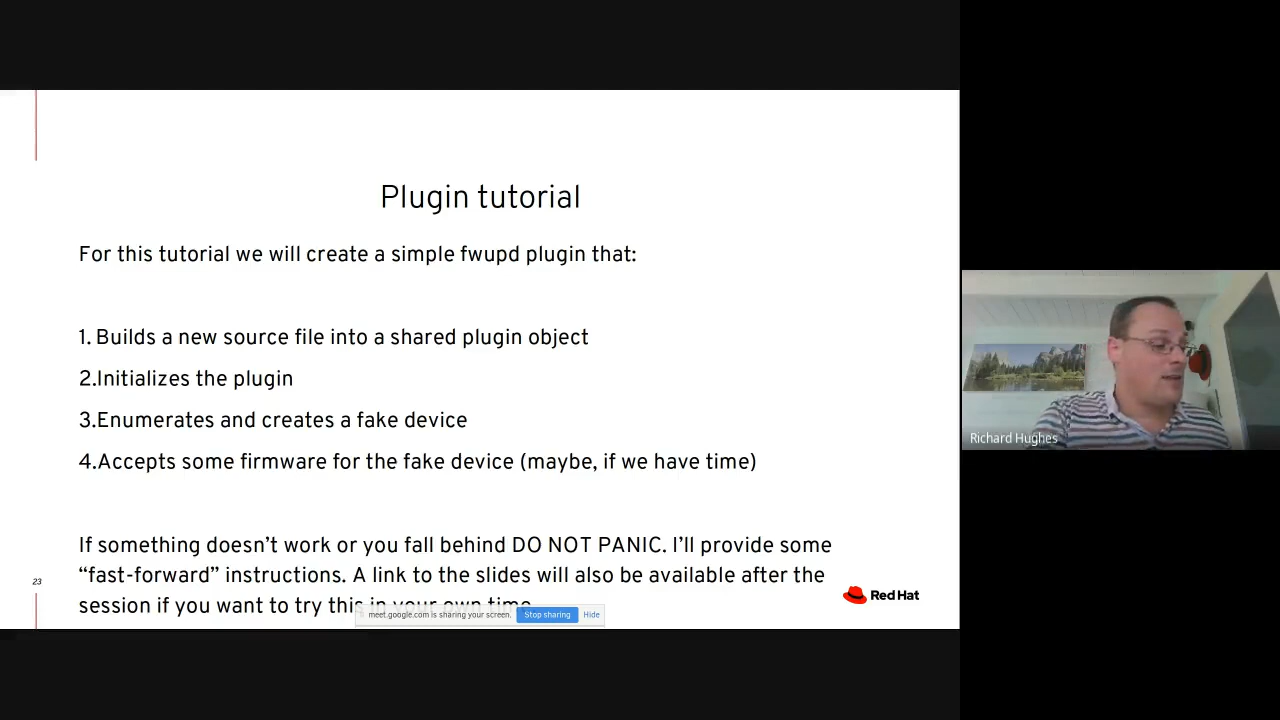 Plugin tutorial
For this tutorial we will create a simple fwupd plugin that:
1. Builds a new source file into a shared plugin object
2.Initializes the plugin
3.Enumerates and creates a fake device
4.Accepts some firmware for the fake device (maybe, if we have time)
If something doesn't work or you fall behind DO NOT PANIC. I'll provide some
“fast-forward” instructions. A link to the slides will also be available after the
session if you want to try this in your own time.
23
Red Hat
meet.google.com is sharing your screen. Stop sharing Hide
Richard Hughes